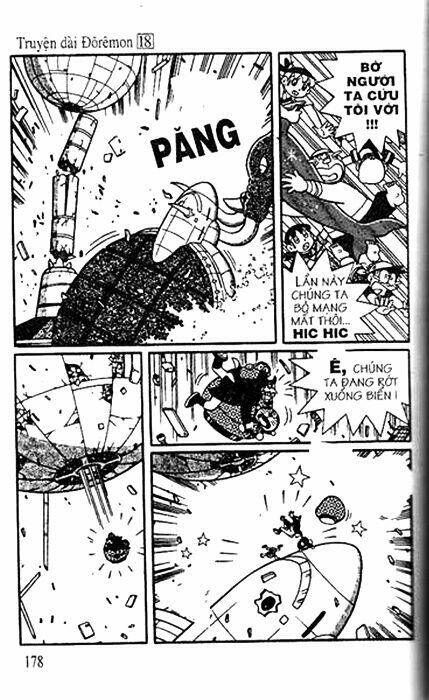 Truyện dài Đôrêmon 18
PĂNG
BỚ
NGƯỜI
TA CỨU
TÔI VỚI
!!!
LẦN NÀY
CHÚNG TA
BỎ MẠNG
MẤT THÔI...
HIC HIC
Ê, CHÚNG
TA ĐANG RỚT
XUỐNG BIỂN !
178